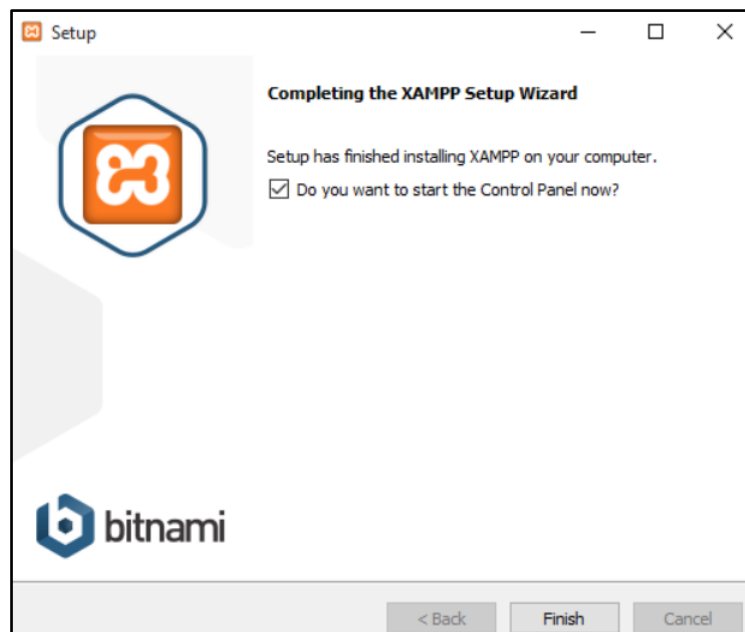 Setup
Completing the XAMPP Setup Wizard
Setup has finished installing XAMPP on your computer.
Do you want to start the Control Panel now?
bitnami
< Back
Finish
Cancel